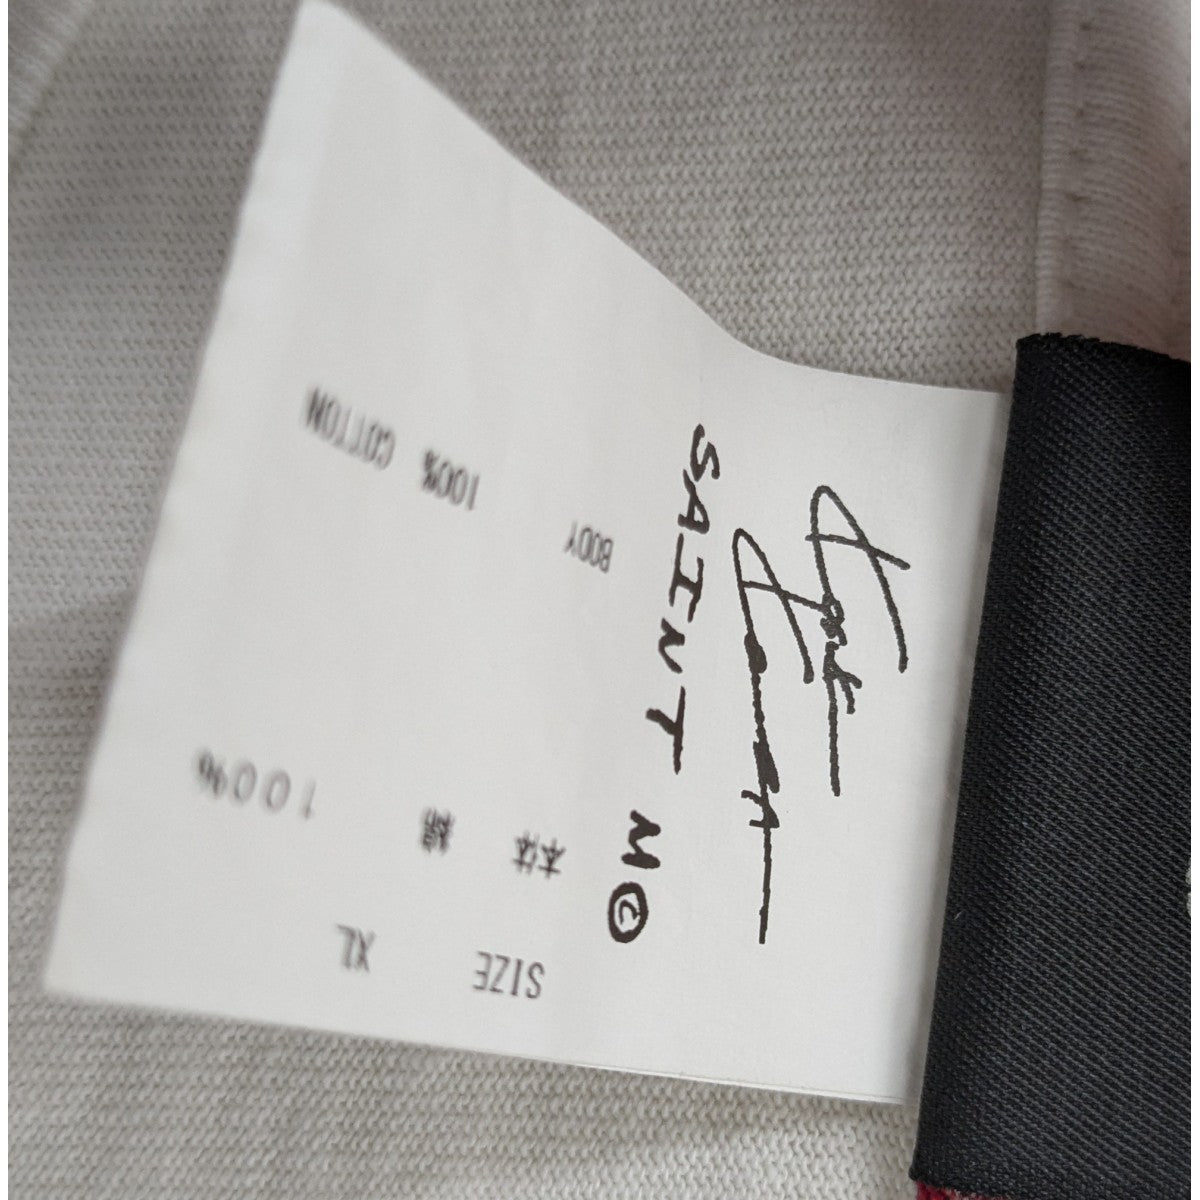 SAINT M©
BODY
100% COTTON
本体
綿
100%
SIZE
XL